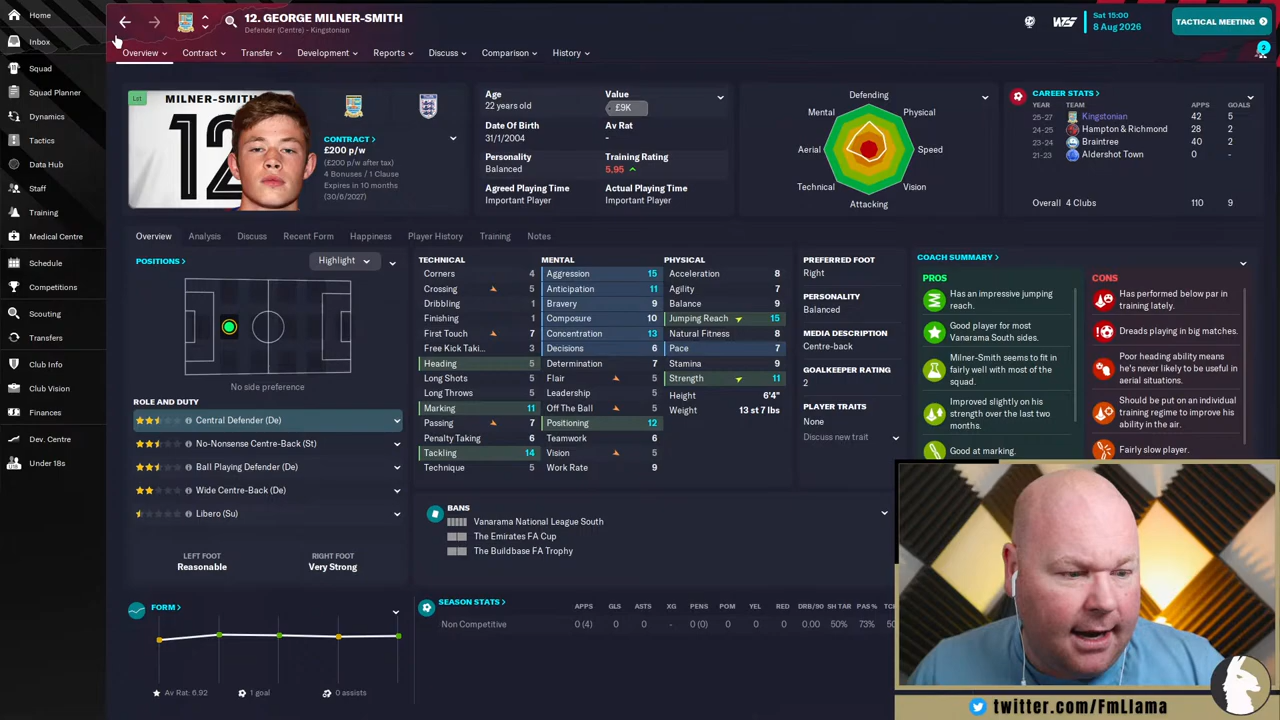 Home
Inbox
Squad
Squad Planner
Dynamics
Tactics
Data Hub
Staff
Training
Medical Centre
Schedule
Competitions
Scouting
Transfers
Club Info
Club Vision
Finances
Dev. Centre
Under 18s
12. GEORGE MILNER-SMITH
Defender (Centre) - Kingstonian
Sat 15:00
8 Aug 2026
TACTICAL MEETING
Overview Contract Transfer Development Reports Discuss Comparison History
2
Lst
MILNER-SMITH
12
CONTRACT
£200 p/w
(£200 p/w after tax)
4 Bonuses / 1 Clause
Expires in 10 months
(30/6/2027)
Age
22 years old
Date Of Birth
31/1/2004
Personality
Balanced
Agreed Playing Time
Important Player
Value
£9K
Av Rat
-
Training Rating
5.95
Actual Playing Time
Important Player
Defending
Mental Physical
Aerial Speed
Technical Vision
Attacking
CAREER STATS
YEAR TEAM APPS GOALS
25-27 Kingstonian 42 5
24-25 Hampton & Richmond 28 2
23-24 Braintree 40 2
21-23 Aldershot Town 0 -
Overall 4 Clubs 110 9
Overview Analysis Discuss Recent Form Happiness Player History Training Notes
POSITIONS
Highlight
No side preference
ROLE AND DUTY
Central Defender (De)
No-Nonsense Centre-Back (St)
Ball Playing Defender (De)
Wide Centre-Back (De)
Libero (Su)
LEFT FOOT
Reasonable
RIGHT FOOT
Very Strong
TECHNICAL
Corners 4
Crossing 5
Dribbling 1
Finishing 1
First Touch 7
Free Kick Taki... 3
Heading 5
Long Shots 5
Long Throws 5
Marking 11
Passing 7
Penalty Taking 6
Tackling 14
Technique 5
MENTAL
Aggression 15
Anticipation 11
Bravery 9
Composure 10
Concentration 13
Decisions 6
Determination 7
Flair 5
Leadership 5
Off The Ball 5
Positioning 12
Teamwork 6
Vision 5
Work Rate 9
PHYSICAL
Acceleration 8
Agility 7
Balance 9
Jumping Reach 15
Natural Fitness 8
Pace 7
Stamina 9
Strength 11
Height 6'4"
Weight 13 st 7 lbs
PREFERRED FOOT
Right
PERSONALITY
Balanced
MEDIA DESCRIPTION
Centre-back
GOALKEEPER RATING
2
PLAYER TRAITS
None
Discuss new trait
COACH SUMMARY
PROS
Has an impressive jumping
reach.
Good player for most
Vanarama South sides.
Milner-Smith seems to fit in
fairly well with most of the
squad.
Improved slightly on his
strength over the last two
months.
Good at marking.
CONS
Has performed below par in
training lately.
Dreads playing in big matches.
Poor heading ability means
he's never likely to be useful in
aerial situations.
Should be put on an individual
training regime to improve his
ability in the air.
Fairly slow player.
BANS
Vanarama National League South
The Emirates FA Cup
The Buildbase FA Trophy
FORM
Av Rat: 6.92 1 goal 0 assists
SEASON STATS
APPS GLS ASTS XG PENS POM YEL RED DRB/90 SH TAR PAS %
Non Competitive 0 (4) 0 0 - 0 (0) 0 0 0 0.00 50% 73%
twitter.com/FmLlama